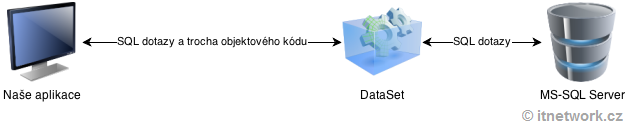 SQL dotazy a trocha objektového kódu
SQL dotazy
Naše aplikace
DataSet
MS-SQL Server
© itnetwork.cz